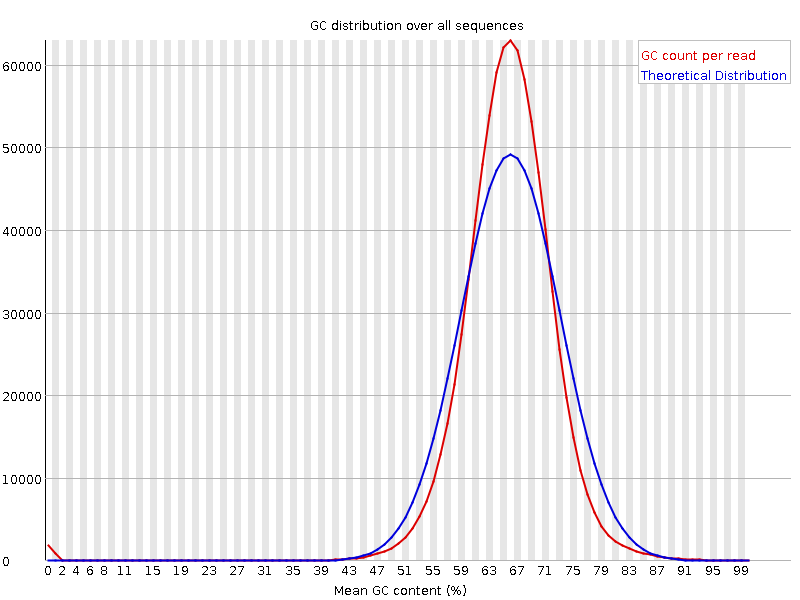 GC distribution over all sequences
GC count per read
Theoretical Distribution
60000
50000
40000
30000
20000
10000
0
0 2 4 6 8 11 15 19 23 27 31 35 39 43 47 51 55 59 63 67 71 75 79 83 87 91 95 99
Mean GC content (%)